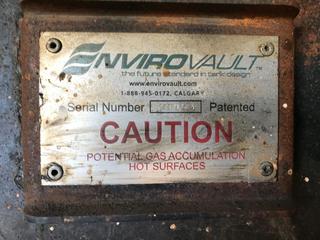 ENVIROVAULT™
the future standard in tank design
www.envirovault.com
1-888-945-0172, CALGARY
Serial Number Patented
CAUTION
POTENTIAL GAS ACCUMULATION
HOT SURFACES